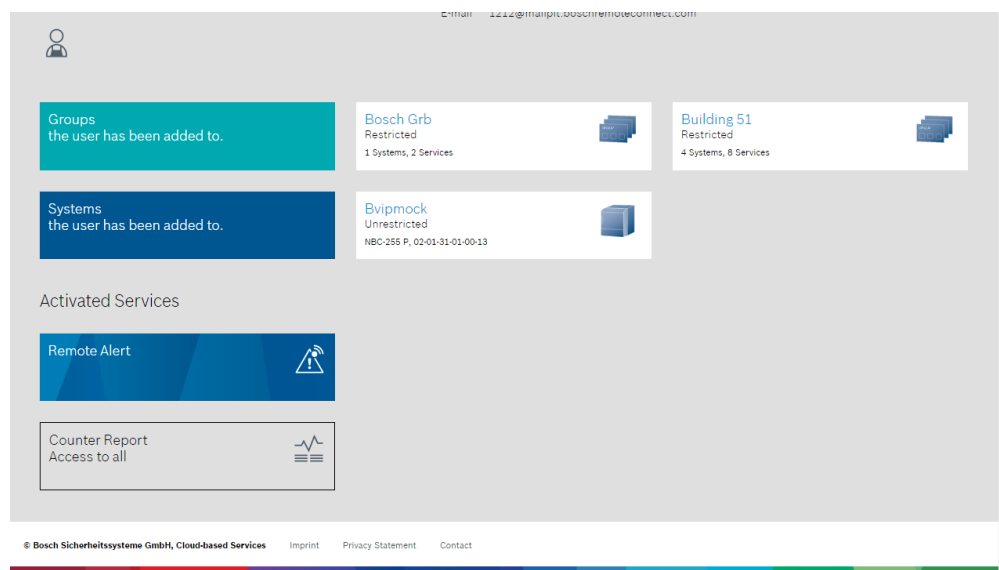 E-mail 1212@mailpit.boschremoteconnect.com
Groups
the user has been added to.
Bosch Grb
Restricted
1 Systems, 2 Services
Building 51
Restricted
4 Systems, 8 Services
Systems
the user has been added to.
Bvipmock
Unrestricted
NBC-255 P, 02-01-31-01-00-13
Activated Services
Remote Alert
Counter Report
Access to all
© Bosch Sicherheitssysteme GmbH, Cloud-based Services Imprint Privacy Statement Contact